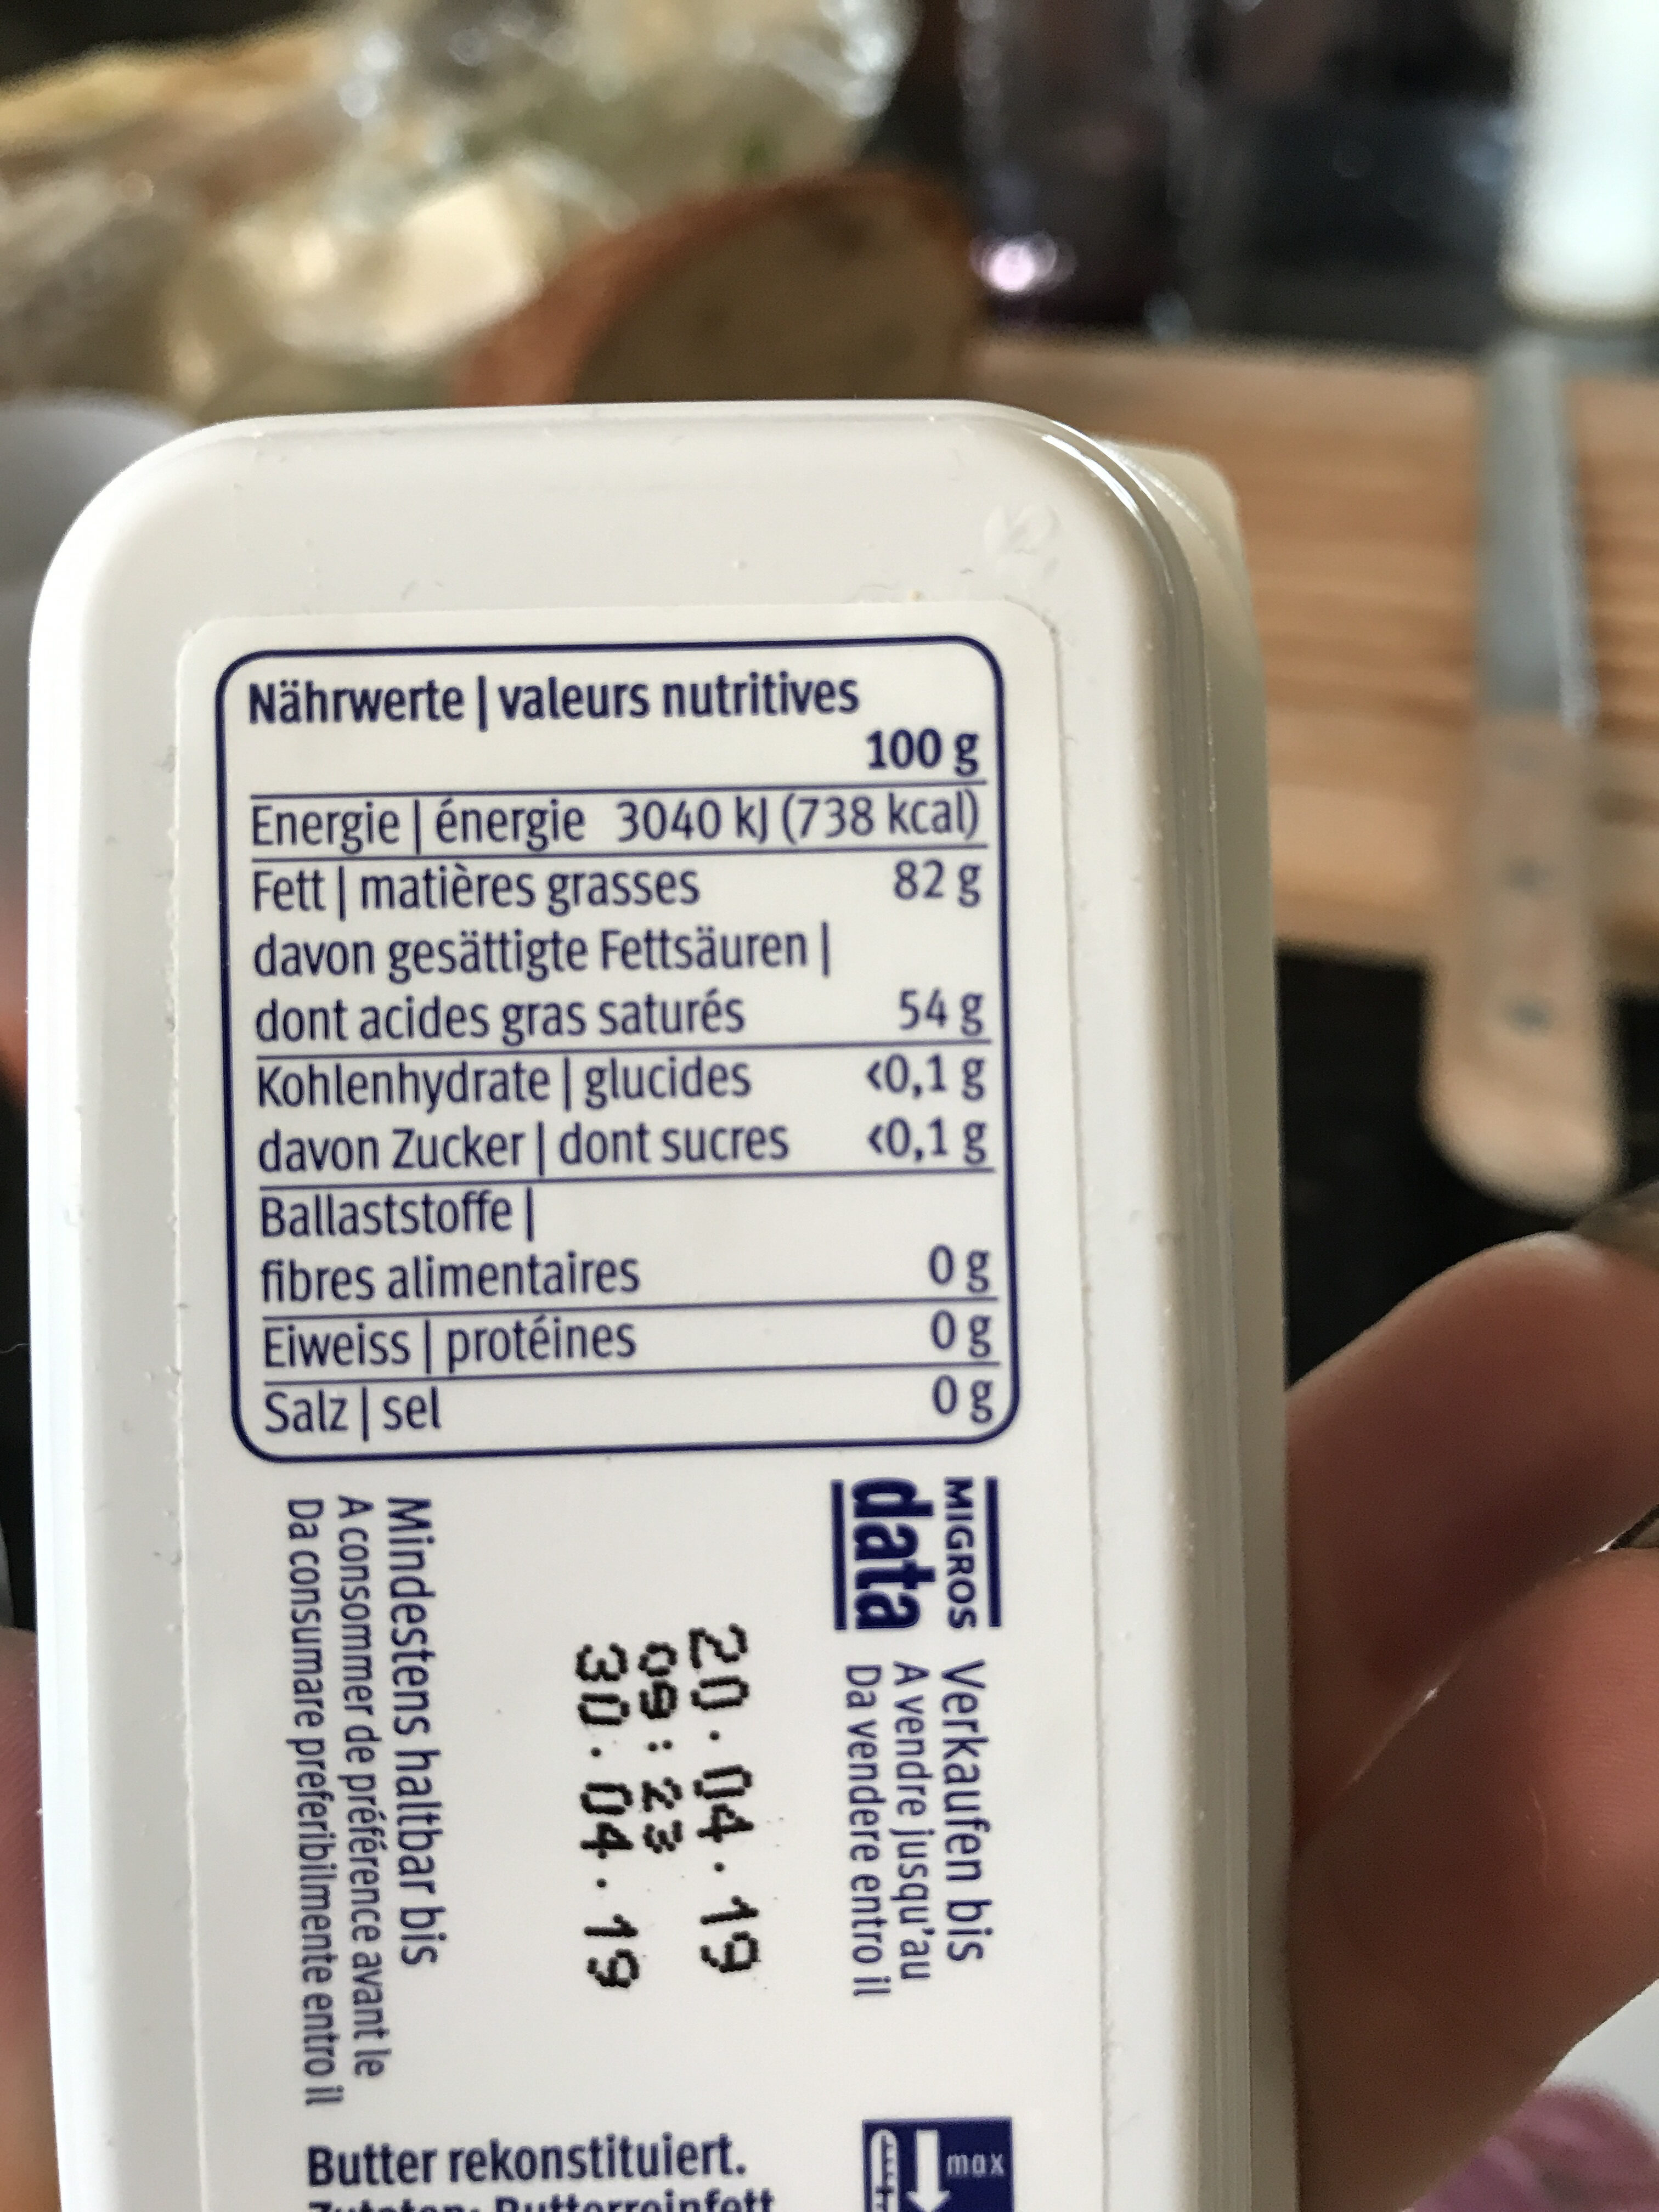 Nährwerte | valeurs nutritives
100 g
Energie | énergie 3040 kJ (738 kcal)
Fett | matières grasses 82 g
davon gesättigte Fettsäuren |
dont acides gras saturés 54 g
Kohlenhydrate | glucides <0,1 g
davon Zucker | dont sucres <0,1 g
Ballaststoffe |
fibres alimentaires 0 g
Eiweiss | protéines 0 g
Salz | sel 0 g
MIGROS
data
Verkaufen bis
A vendre jusqu'au
Da vendere entro il
20.04.19
09:23
30.04.19
Mindestens haltbar bis
A consommer de préférence avant le
Da consumare preferibilmente entro il
max
Butter rekonstituiert.
Zutaten: Butterreinfett